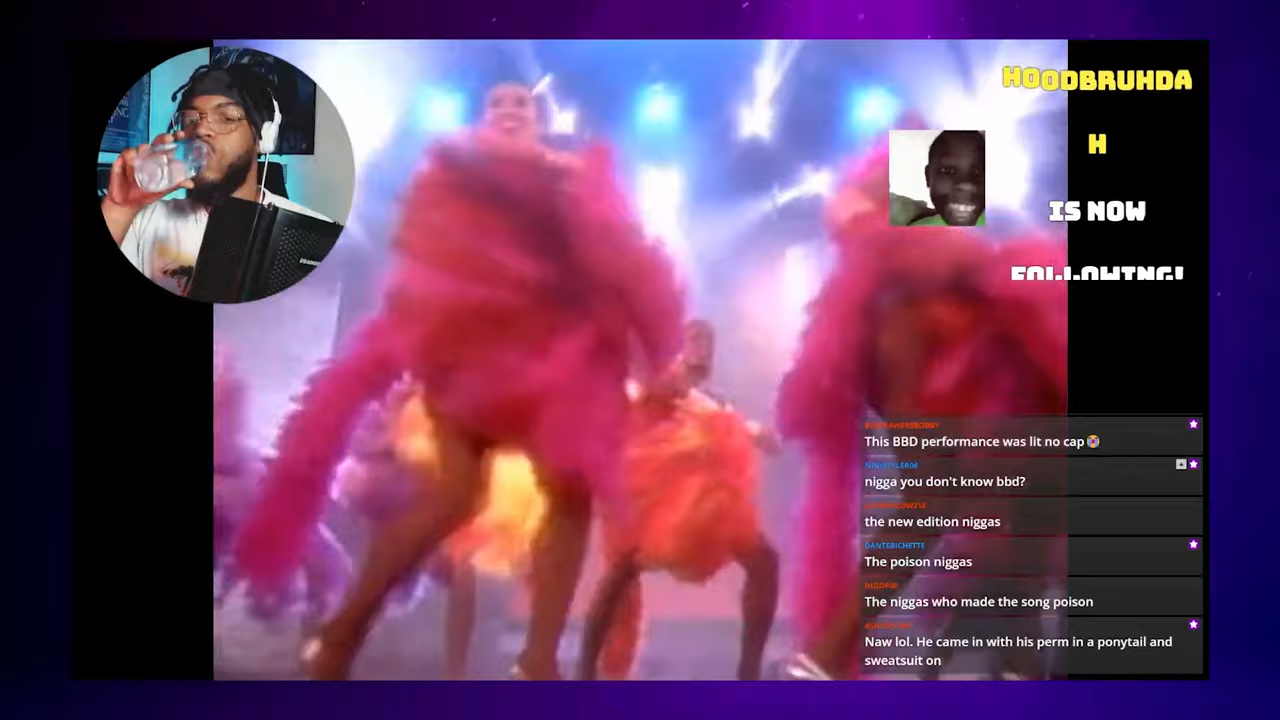 HOODBRUHDA
H
IS NOW
FOLLOWING!
This BBD performance was lit no cap
NINJTYLER06
nigga you don't know bbd?
the new edition niggas
DANTEBICHETTE
The poison niggas
The niggas who made the song poison
Naw lol. He came in with his perm in a ponytail and
sweatsuit on